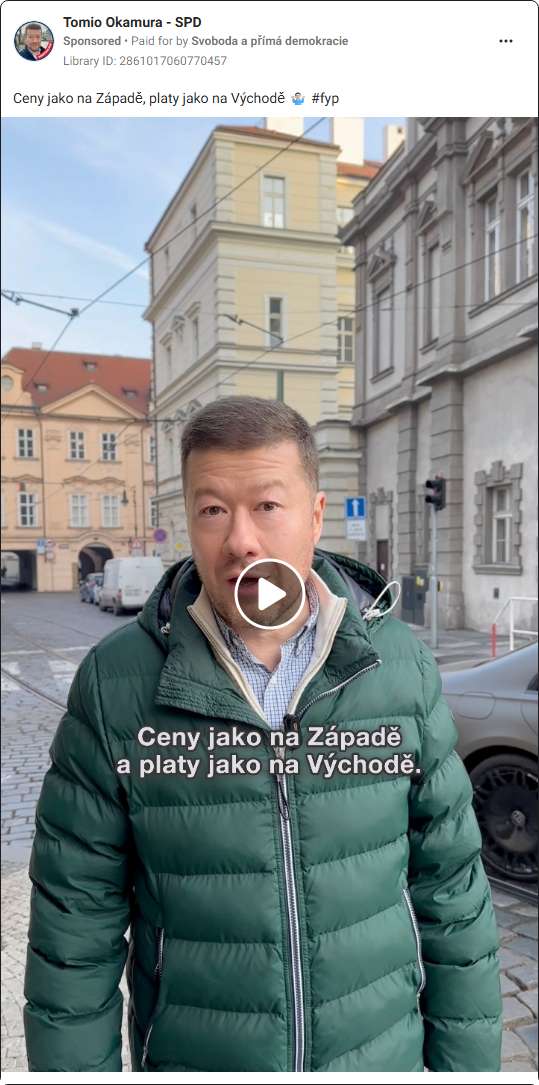 Tomio Okamura - SPD
Sponsored • Paid for by Svoboda a přímá demokracie
Library ID: 2861017060770457
Ceny jako na Západě, platy jako na Východě 🤷🏻‍♂️ #fyp
Ceny jako na Západě
a platy jako na Východě.